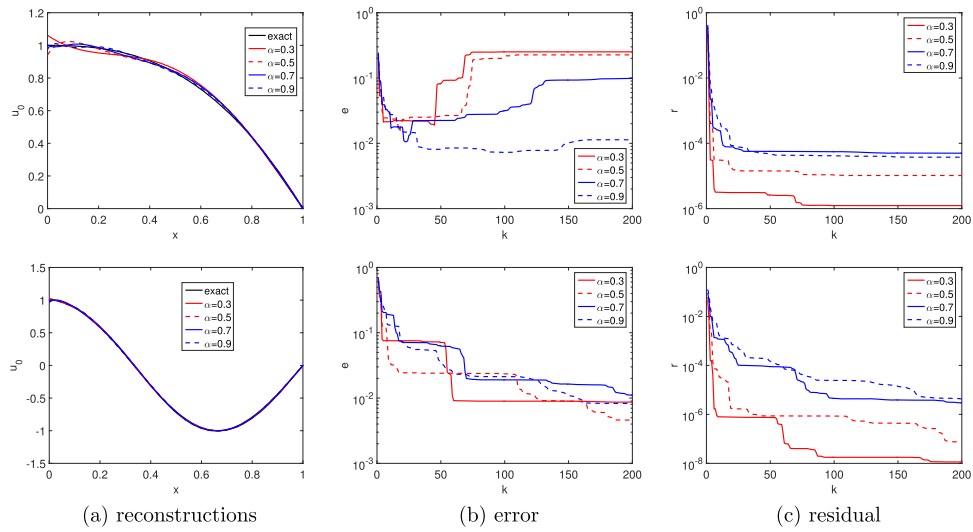 1.2
1
0.8
0.6
0.4
0.2
0
u0
0 0.2 0.4 0.6 0.8 1
x
exact
α=0.3
α=0.5
α=0.7
α=0.9
10^0
10^-1
10^-2
10^-3
e
0 50 100 150 200
k
α=0.3
α=0.5
α=0.7
α=0.9
10^0
10^-2
10^-4
10^-6
r
0 50 100 150 200
k
α=0.3
α=0.5
α=0.7
α=0.9
1.5
1
0.5
0
-0.5
-1
-1.5
u0
0 0.2 0.4 0.6 0.8 1
x
exact
α=0.3
α=0.5
α=0.7
α=0.9
10^0
10^-1
10^-2
10^-3
e
0 50 100 150 200
k
α=0.3
α=0.5
α=0.7
α=0.9
10^0
10^-2
10^-4
10^-6
10^-8
r
0 50 100 150 200
k
α=0.3
α=0.5
α=0.7
α=0.9
(a) reconstructions
(b) error
(c) residual